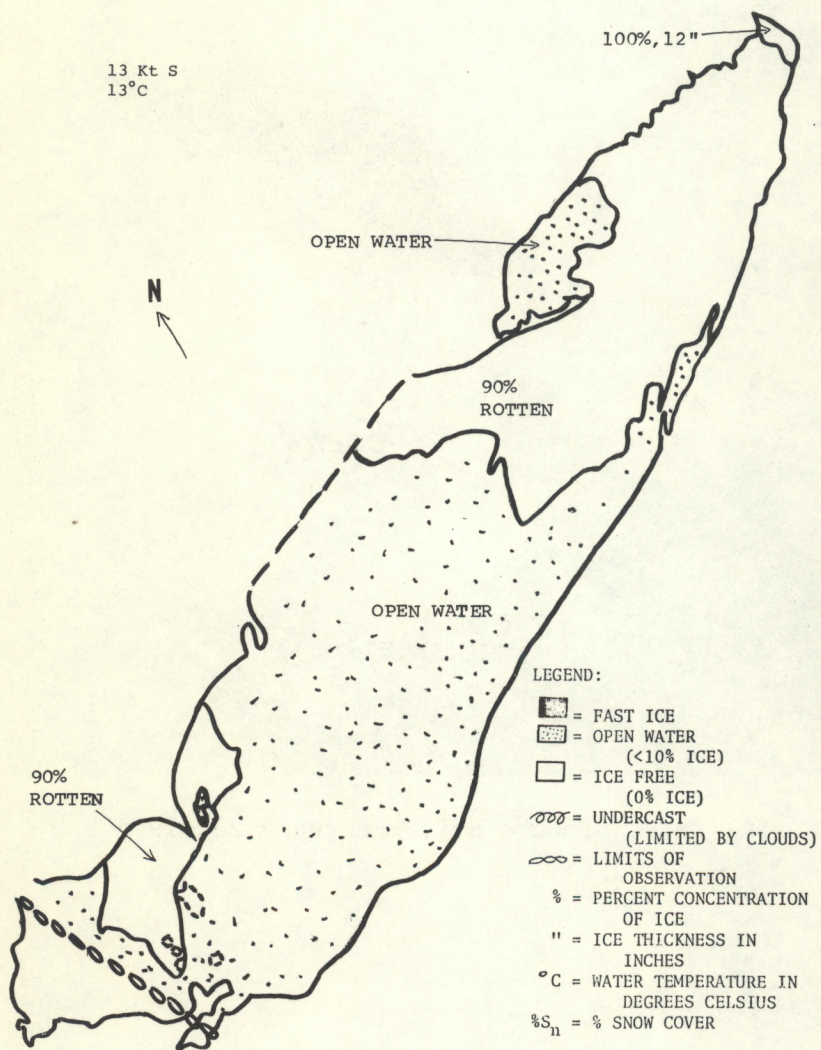 100%,12"
13 Kt S
13°C
OPEN WATER
N
90%
ROTTEN
OPEN WATER
LEGEND:
= FAST ICE
= OPEN WATER
(<10% ICE)
= ICE FREE
(0% ICE)
= UNDERCAST
(LIMITED BY CLOUDS)
= LIMITS OF
OBSERVATION
% = PERCENT CONCENTRATION
OF ICE
" = ICE THICKNESS IN
INCHES
°C = WATER TEMPERATURE IN
DEGREES CELSIUS
%Sn = % SNOW COVER
90%
ROTTEN